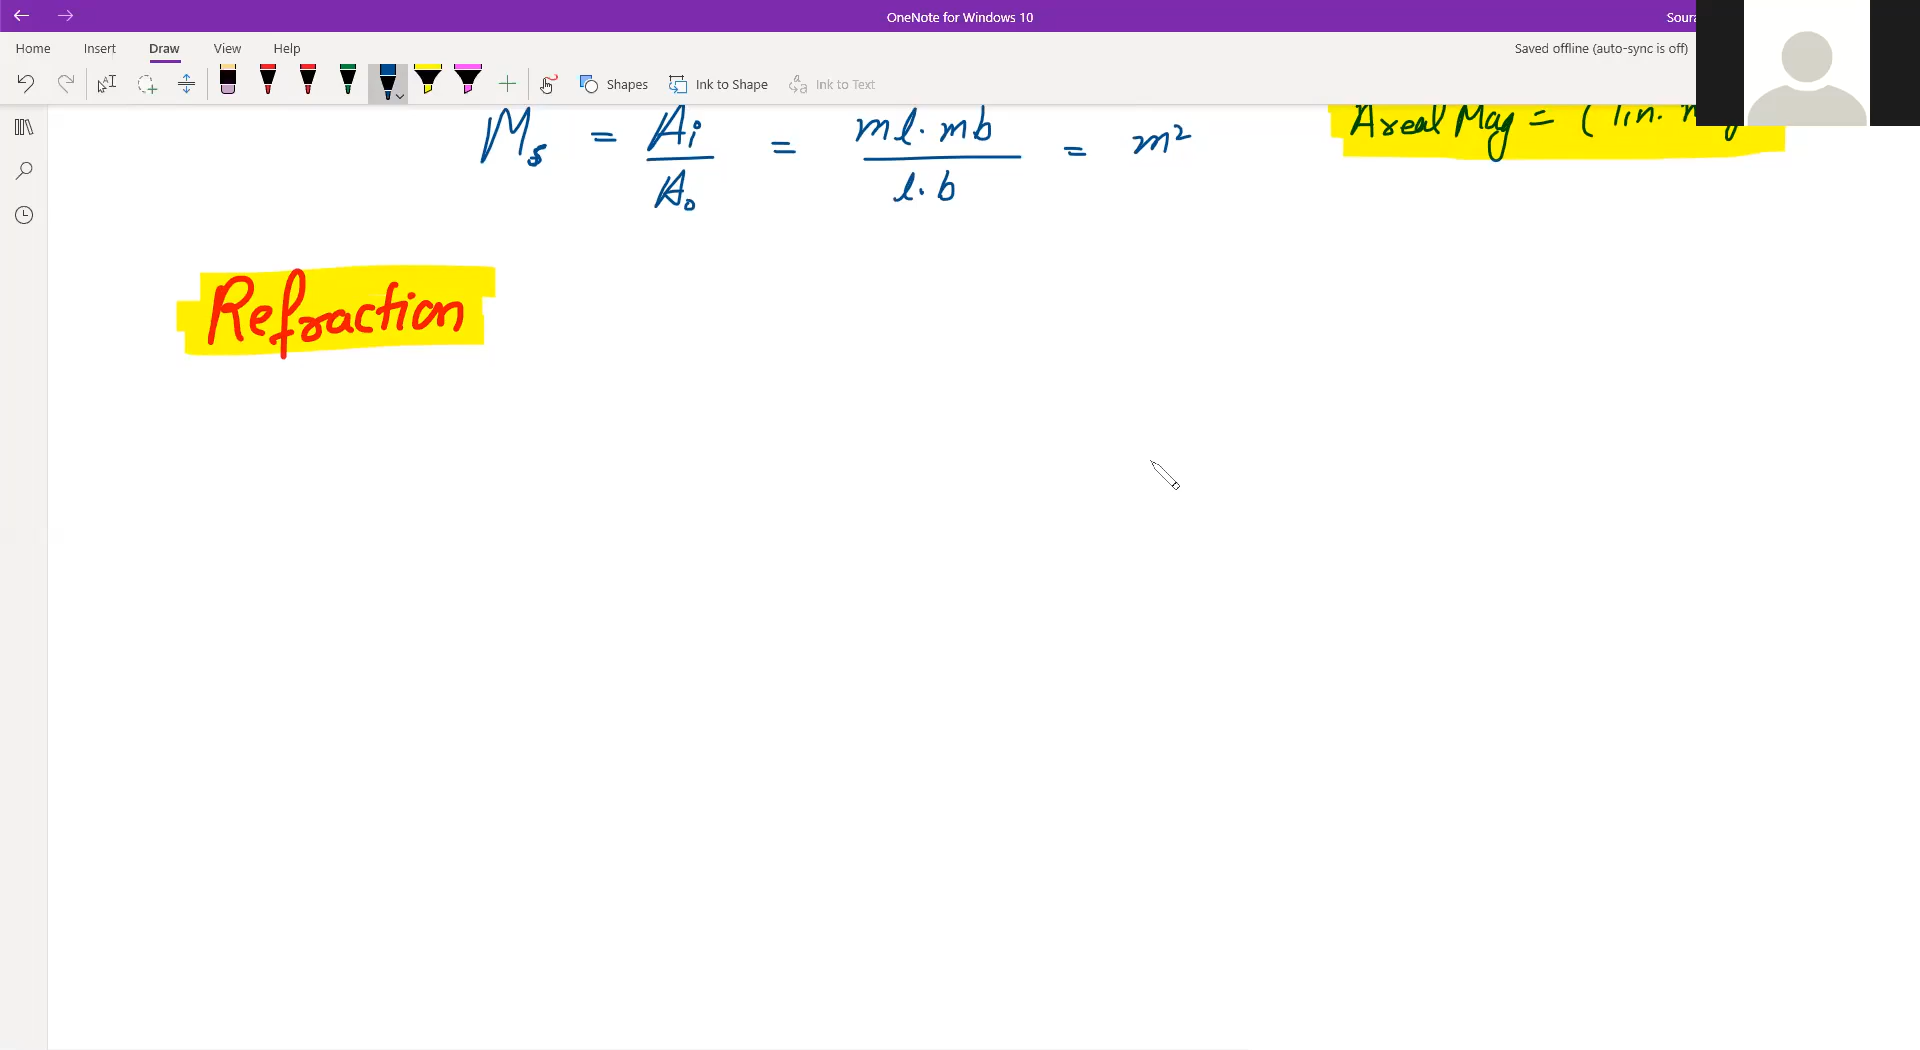 OneNote for Windows 10
Home Insert Draw View Help
Saved offline (auto-sync is off)
Shapes Ink to Shape Ink to Text
Ms = Ai / Ao = ml. mb / l. b = m²
Areal Mag = ( lin.
Refraction